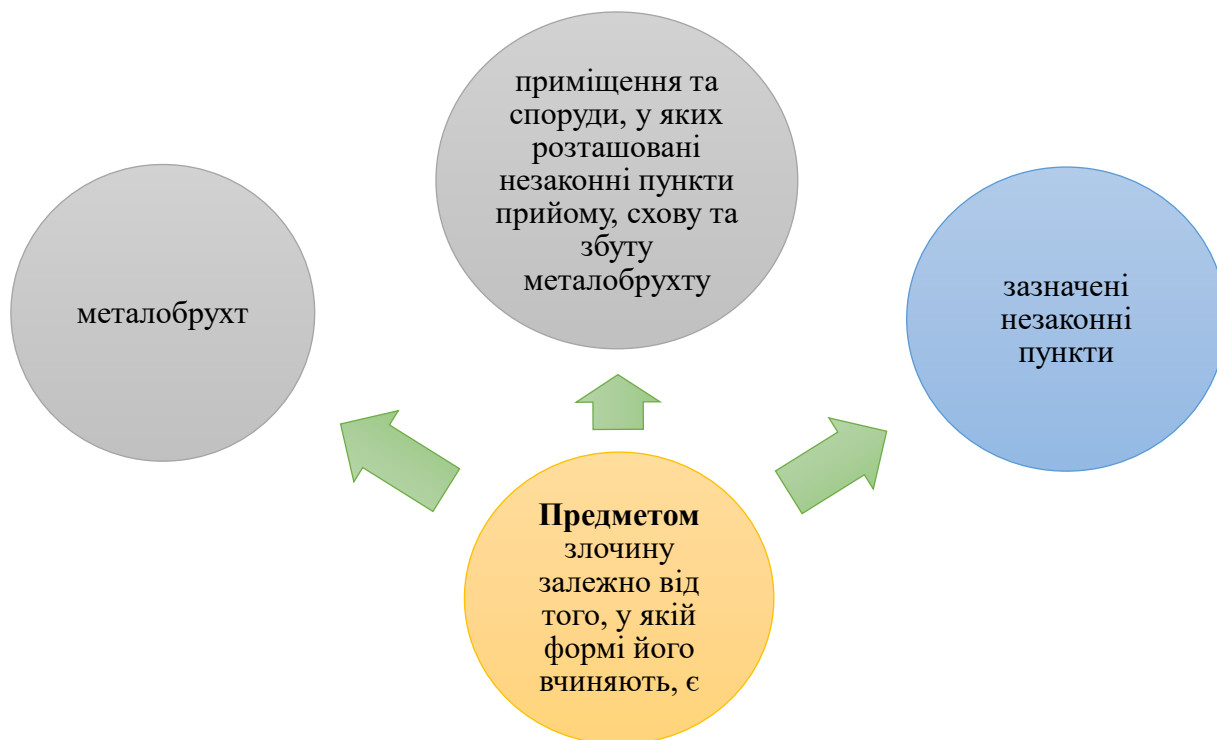 приміщення та
споруди, у яких
розташовані
незаконні пункти
прийому, схову та
збуту
металобрухту
металобрухт
зазначені
незаконні
пункти
Предметом
злочину
залежно від
того, у якій
формі його
вчиняють, є